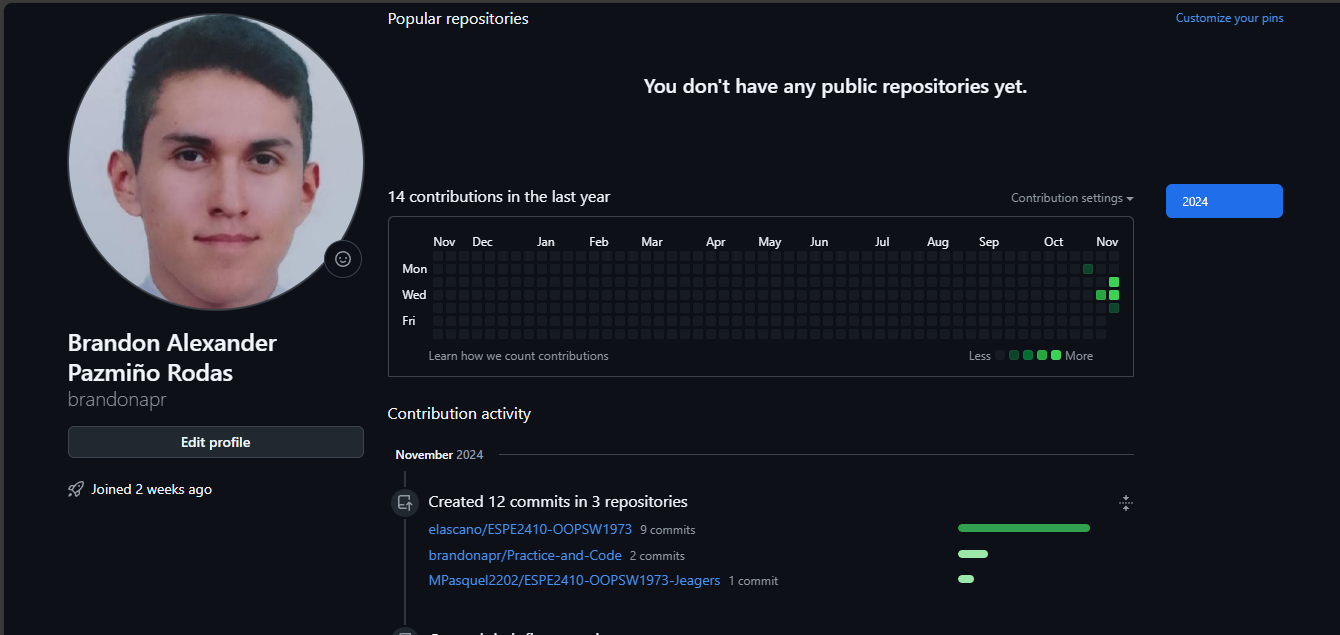 Popular repositories
Customize your pins
You don't have any public repositories yet.
14 contributions in the last year
Contribution settings
2024
Nov Dec Jan Feb Mar Apr May Jun Jul Aug Sep Oct Nov
Mon
Wed
Fri
Learn how we count contributions
Less More
Brandon Alexander
Pazmiño Rodas
brandonapr
Edit profile
Joined 2 weeks ago
Contribution activity
November 2024
Created 12 commits in 3 repositories
elascano/ESPE2410-OOPSW1973 9 commits
brandonapr/Practice-and-Code 2 commits
MPasquel2202/ESPE2410-OOPSW1973-Jeagers 1 commit